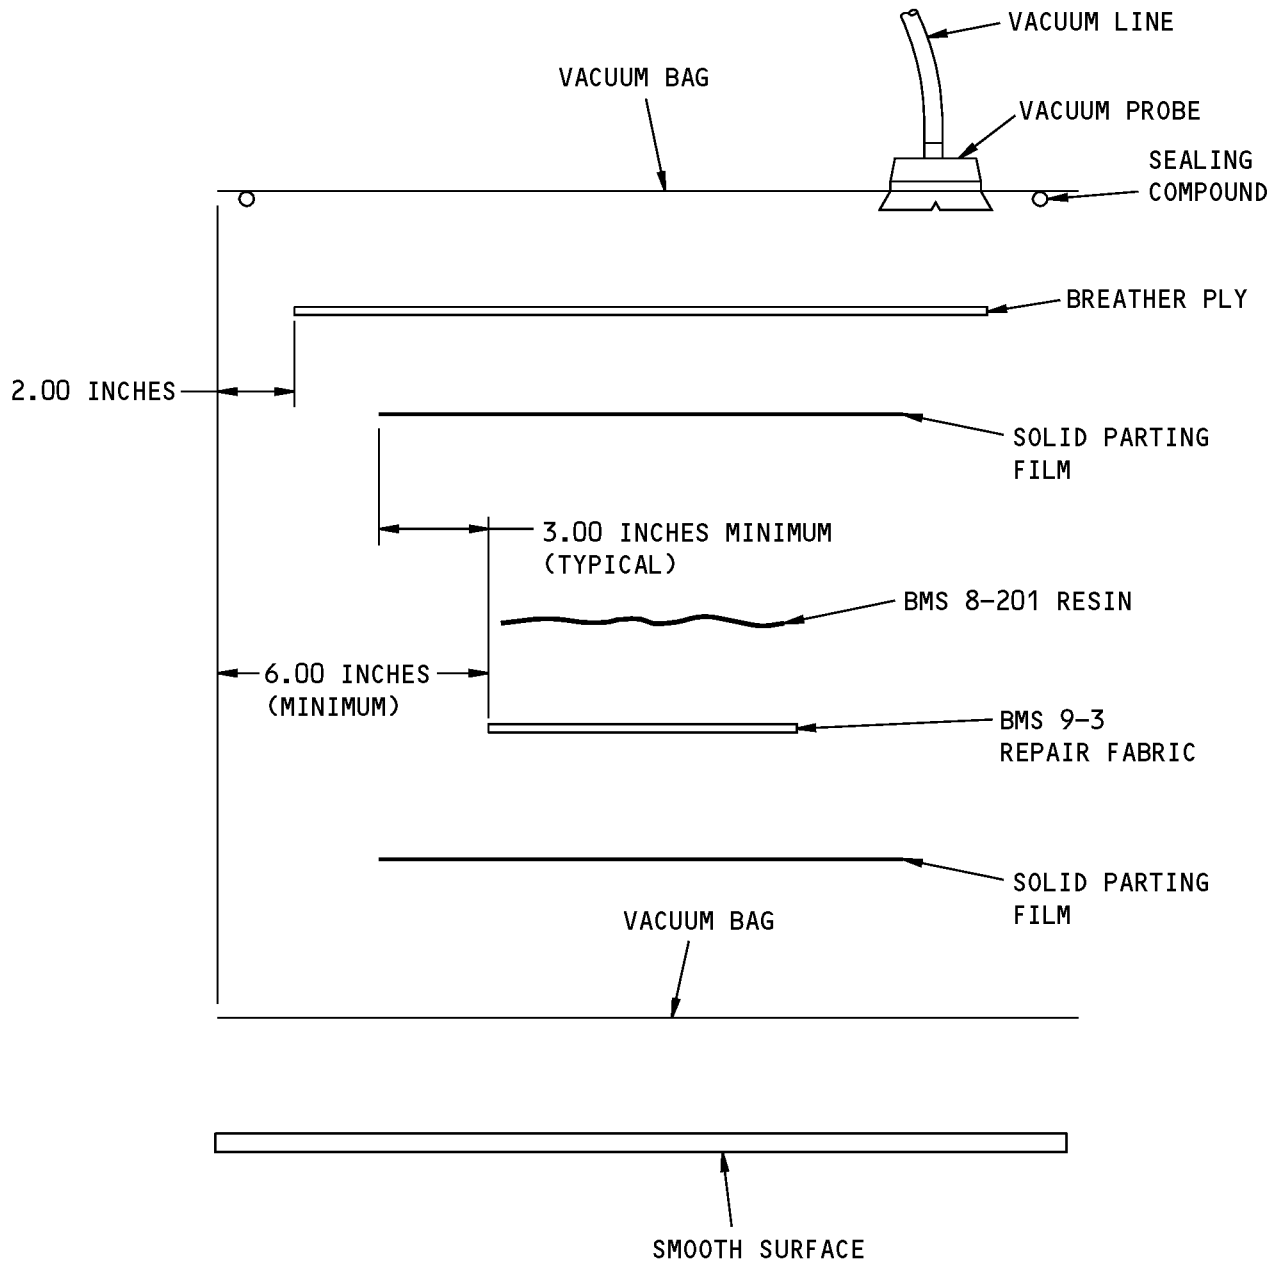 VACUUM LINE
VACUUM BAG
VACUUM PROBE
SEALING
COMPOUND
BREATHER PLY
2.00 INCHES
SOLID PARTING
FILM
3.00 INCHES MINIMUM
(TYPICAL)
BMS 8-201 RESIN
6.00 INCHES
(MINIMUM)
BMS 9-3
REPAIR FABRIC
SOLID PARTING
FILM
VACUUM BAG
SMOOTH SURFACE